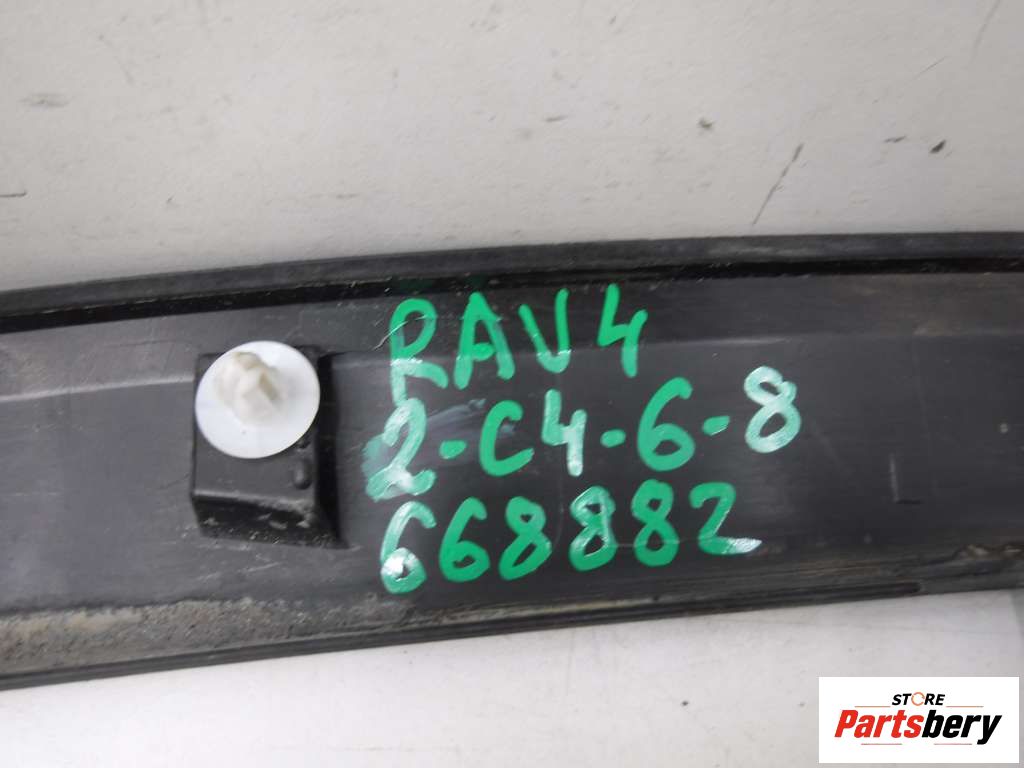 RAV4
2-C4-6-8
668882
STORE
Partsbery